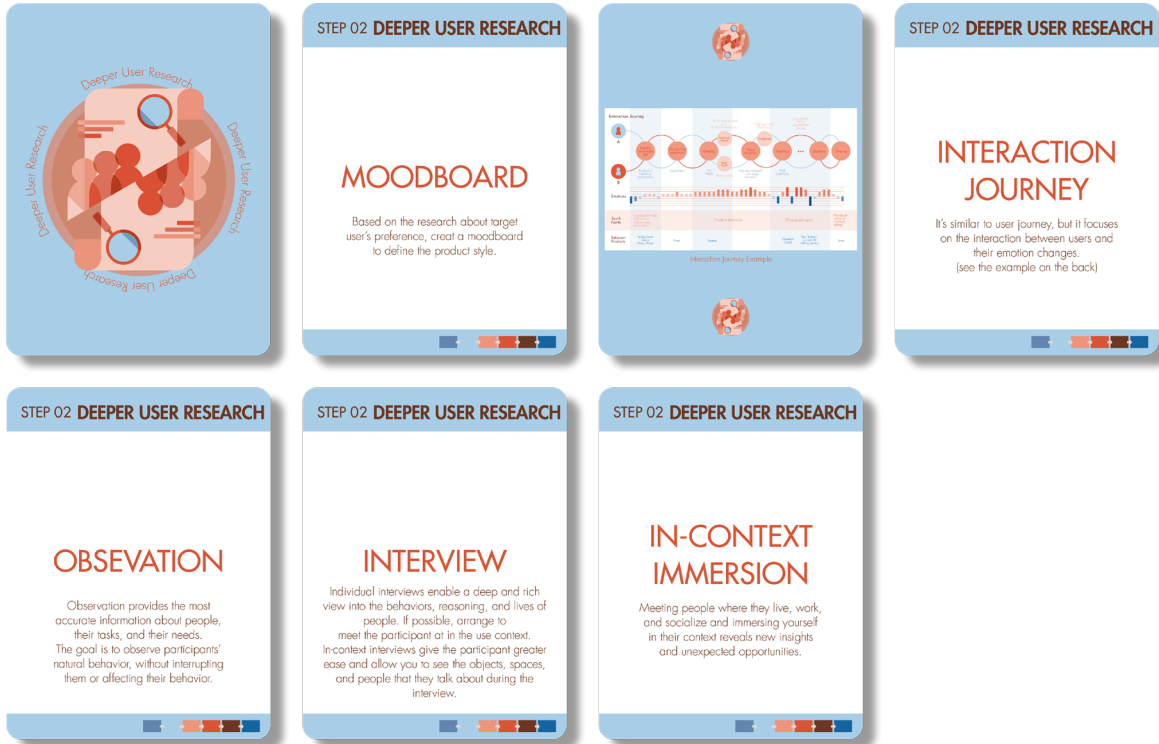 Deeper User Research
Deeper User Research
Deeper User Research
Deeper User Research
STEP 02 DEEPER USER RESEARCH
MOODBOARD
Based on the research about target
user's preference, creat a moodboard
to define the product style.
Interaction Journey
A
B
Emotions
Touch
Points
Relevant
Products
Interaction Journey Example
STEP 02 DEEPER USER RESEARCH
INTERACTION
JOURNEY
It's similar to user journey, but it focuses
on the interaction between users and
their emotion changes.
(see the example on the back)
STEP 02 DEEPER USER RESEARCH
OBSEVATION
Observation provides the most
accurate information about people,
their tasks, and their needs.
The goal is to observe participants'
natural behavior, without interrupting
them or affecting their behavior.
STEP 02 DEEPER USER RESEARCH
INTERVIEW
Individual interviews enable a deep and rich
view into the behaviors, reasoning, and lives of
people. If possible, arrange to
meet the participant at in the use context.
In-context interviews give the participant greater
ease and allow you to see the objects, spaces,
and people that they talk about during the
interview.
STEP 02 DEEPER USER RESEARCH
IN-CONTEXT
IMMERSION
Meeting people where they live, work,
and socialize and immersing yourself
in their context reveals new insights
and unexpected opportunities.